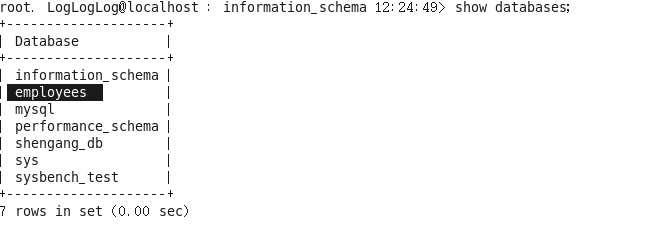 root. LogLogLog@localhost : information_schema 12:24:49> show databases;
+--------------------+
| Database           |
+--------------------+
| information_schema |
| employees          |
| mysql              |
| performance_schema |
| shengang_db        |
| sys                |
| sysbench_test      |
+--------------------+
7 rows in set (0.00 sec)